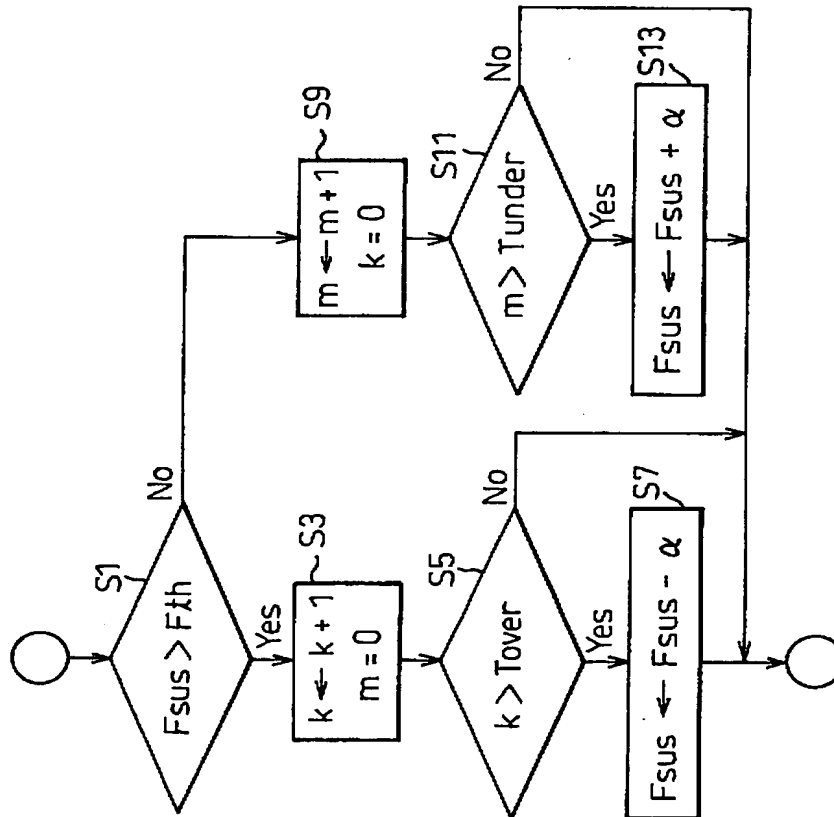 S1
Fsus > Fth
No
Yes
S3
k ← k + 1
m = 0
S5
k > Tover
No
Yes
S7
Fsus ← Fsus - α
S9
m ← m + 1
k = 0
S11
m > Tunder
No
Yes
S13
Fsus ← Fsus + α